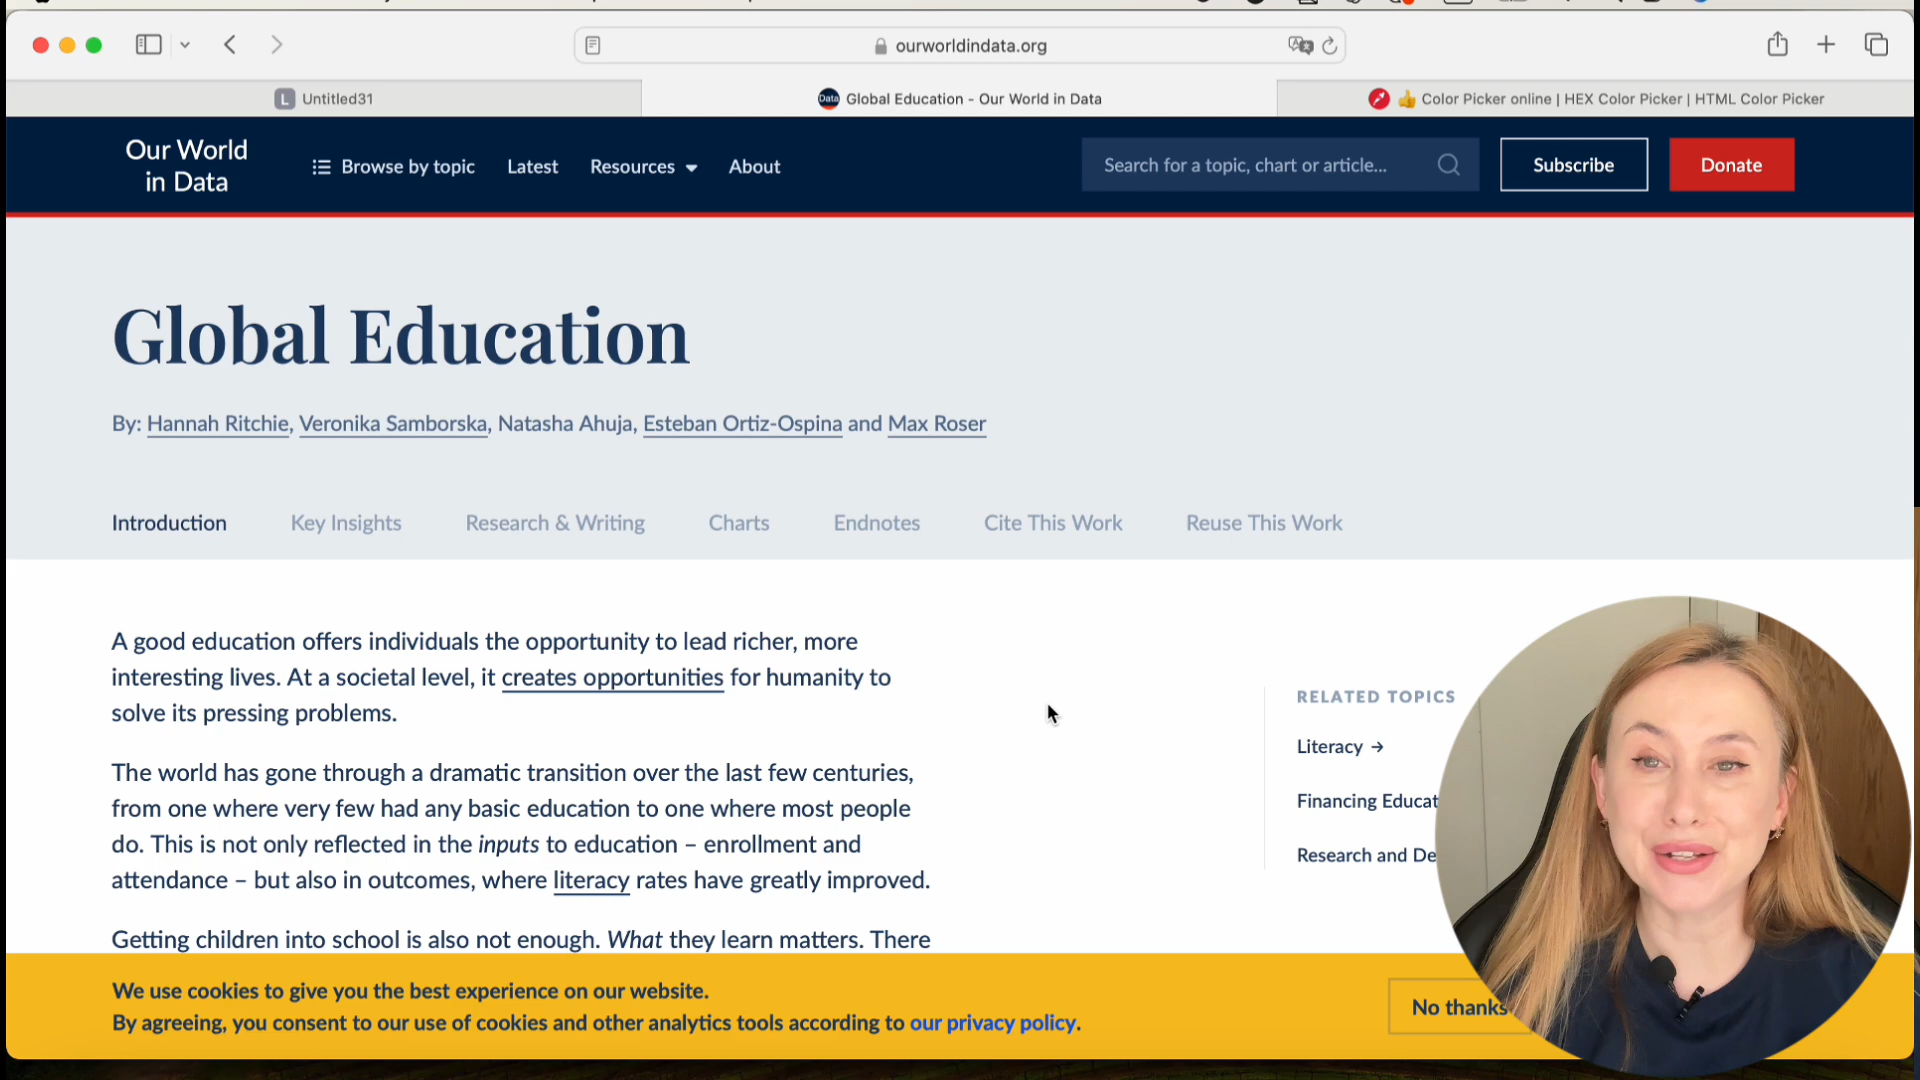 ourworldindata.org
L Untitled31
Data Global Education - Our World in Data
Color Picker online | HEX Color Picker | HTML Color Picker
Our World
in Data
Browse by topic
Latest
Resources
About
Search for a topic, chart or article...
Subscribe
Donate
Global Education
By: Hannah Ritchie, Veronika Samborska, Natasha Ahuja, Esteban Ortiz-Ospina and Max Roser
Introduction
Key Insights
Research & Writing
Charts
Endnotes
Cite This Work
Reuse This Work
A good education offers individuals the opportunity to lead richer, more
interesting lives. At a societal level, it creates opportunities for humanity to
solve its pressing problems.
The world has gone through a dramatic transition over the last few centuries,
from one where very few had any basic education to one where most people
do. This is not only reflected in the inputs to education – enrollment and
attendance – but also in outcomes, where literacy rates have greatly improved.
Getting children into school is also not enough. What they learn matters. There
RELATED TOPICS
Literacy →
Financing Educat
Research and De
We use cookies to give you the best experience on our website.
By agreeing, you consent to our use of cookies and other analytics tools according to our privacy policy.
No thanks